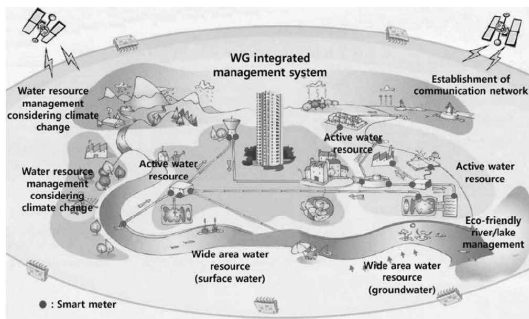 WG integrated
management system
Water resource
management
considering climate
change
Establishment of
communication network
Active water
resource
Water resource
management
considering
climate change
Active water
resource
Active water
resource
Eco-friendly
river/lake
management
Wide area water
resource
(surface water)
Wide area water
resource
(groundwater)
: Smart meter